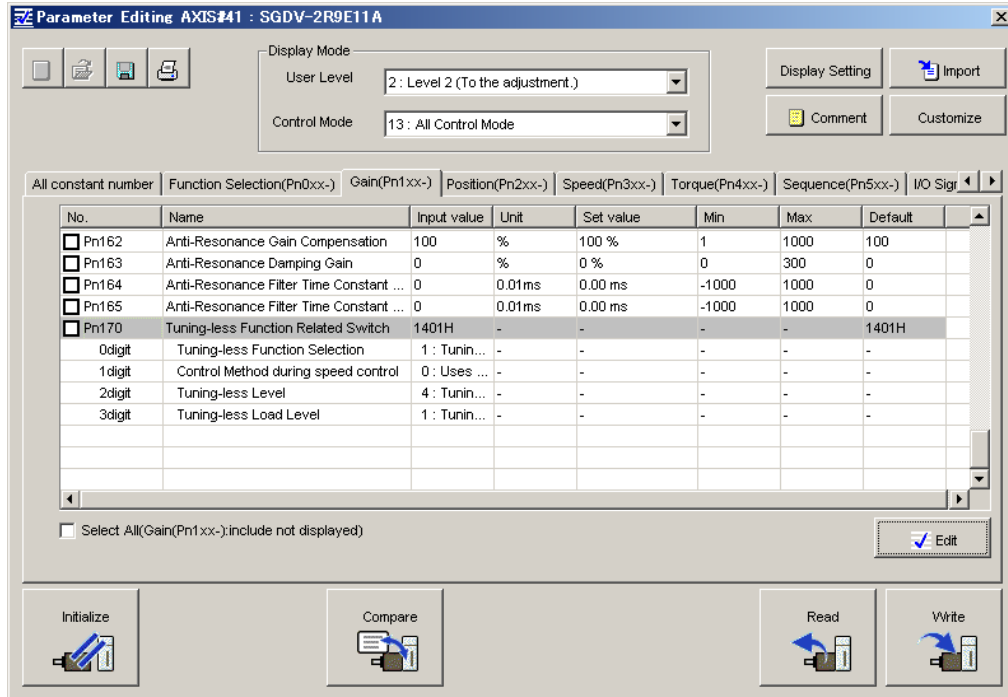 Parameter Editing AXIS#41 : SGDV-2R9E11A
Display Mode
User Level 2 : Level 2 (To the adjustment.)
Control Mode 13 : All Control Mode
Display Setting Import
Comment Customize
All constant number Function Selection(Pn0xx-) Gain(Pn1xx-) Position(Pn2xx-) Speed(Pn3xx-) Torque(Pn4xx-) Sequence(Pn5xx-) I/O Sigr
No. Name Input value Unit Set value Min Max Default
Pn162 Anti-Resonance Gain Compensation 100 % 100 % 1 1000 100
Pn163 Anti-Resonance Damping Gain 0 % 0 % 0 300 0
Pn164 Anti-Resonance Filter Time Constant ... 0 0.01ms 0.00 ms -1000 1000 0
Pn165 Anti-Resonance Filter Time Constant ... 0 0.01ms 0.00 ms -1000 1000 0
Pn170 Tuning-less Function Related Switch 1401H - - - - 1401H
0digit Tuning-less Function Selection 1 : Tunin... - - - - -
1digit Control Method during speed control 0 : Uses ... - - - - -
2digit Tuning-less Level 4 : Tunin... - - - - -
3digit Tuning-less Load Level 1 : Tunin... - - - - -
Select All(Gain(Pn1xx-):include not displayed)
Edit
Initialize Compare Read Write